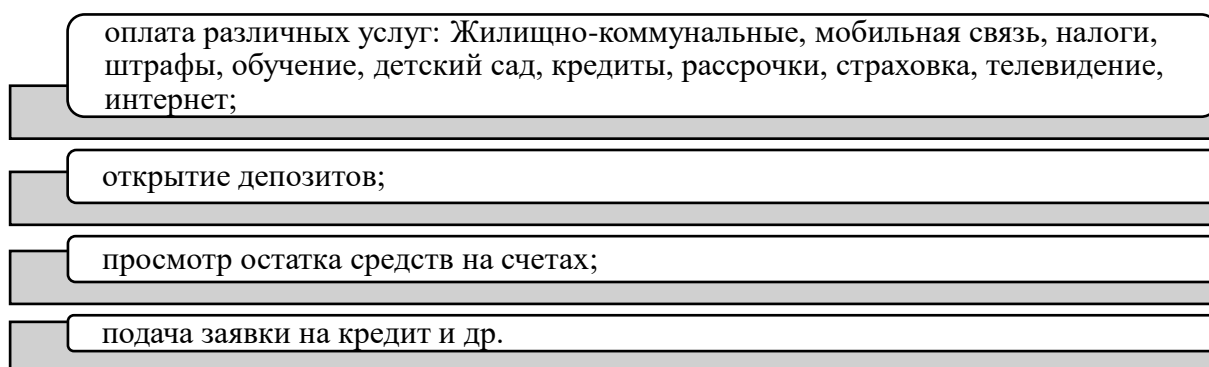 оплата различных услуг: Жилищно-коммунальные, мобильная связь, налоги,
штрафы, обучение, детский сад, кредиты, рассрочки, страховка, телевидение,
интернет;
открытие депозитов;
просмотр остатка средств на счетах;
подача заявки на кредит и др.